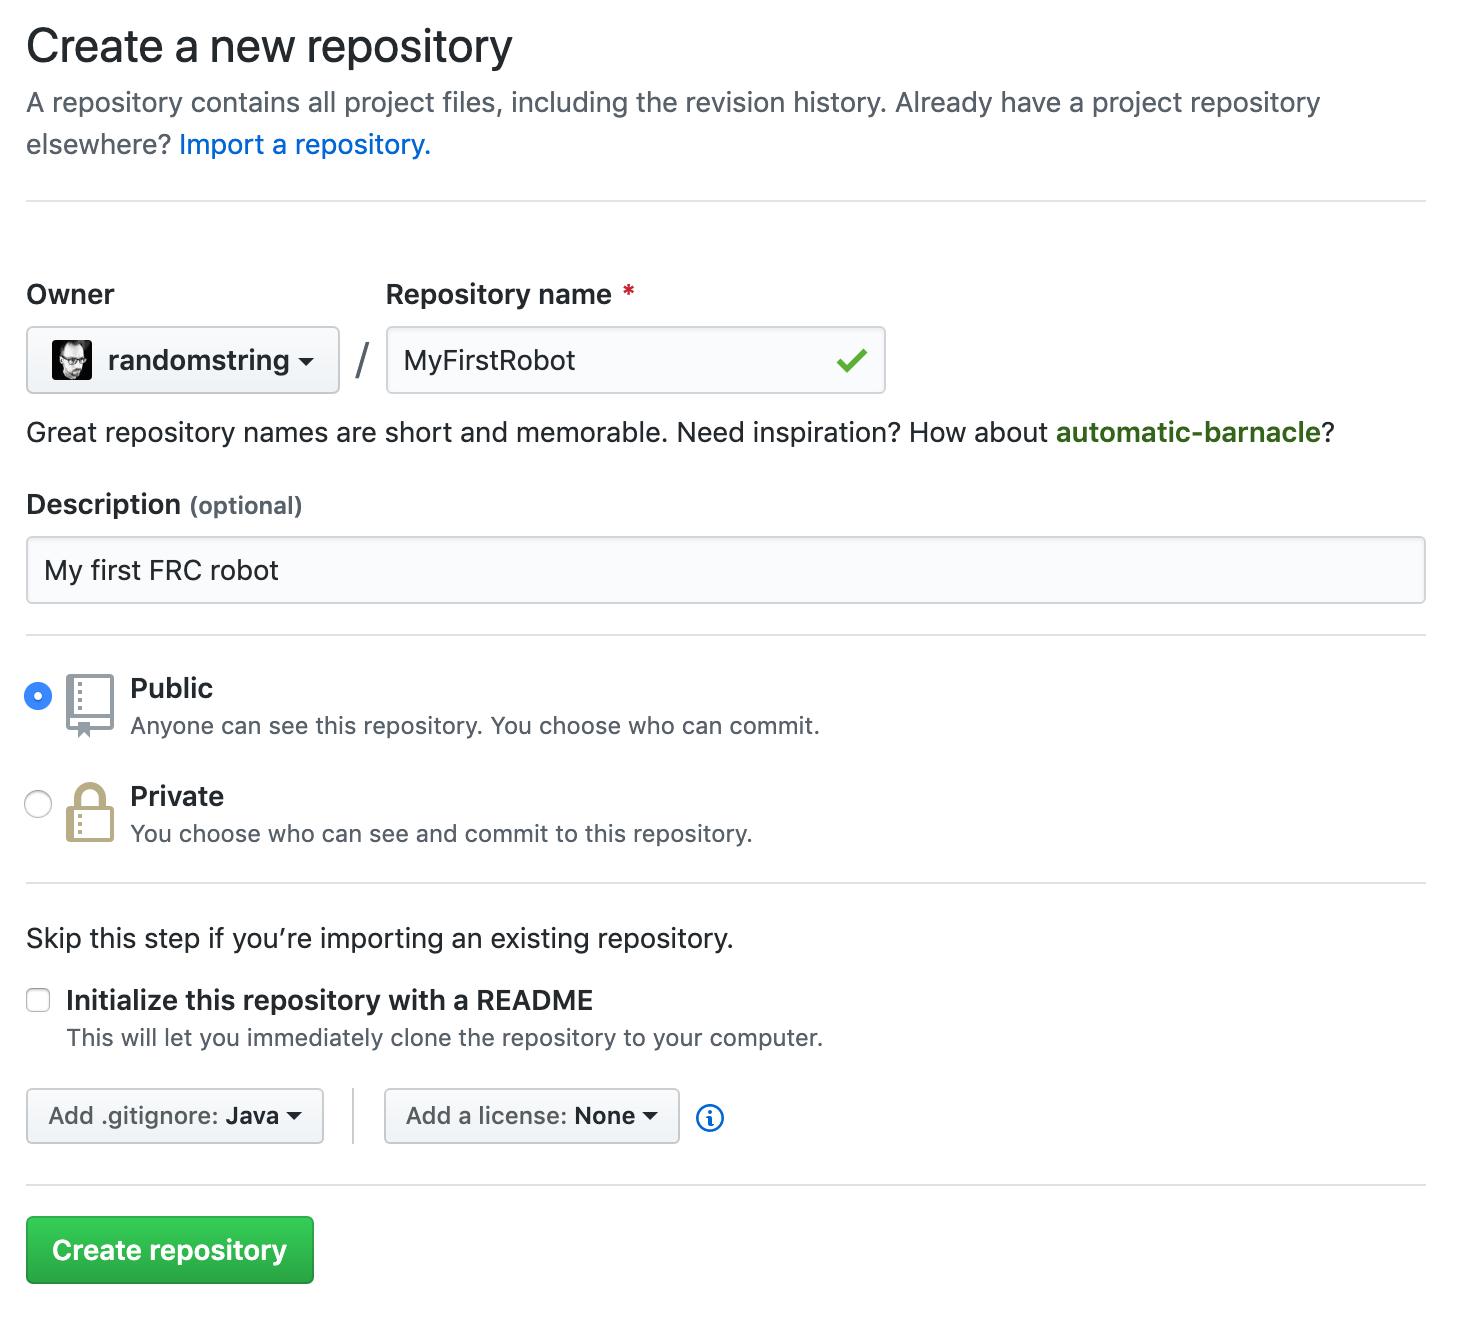 Create a new repository
A repository contains all project files, including the revision history. Already have a project repository
elsewhere? Import a repository.
Owner
Repository name *
randomstring / MyFirstRobot
Great repository names are short and memorable. Need inspiration? How about automatic-barnacle?
Description (optional)
My first FRC robot
Public
Anyone can see this repository. You choose who can commit.
Private
You choose who can see and commit to this repository.
Skip this step if you’re importing an existing repository.
Initialize this repository with a README
This will let you immediately clone the repository to your computer.
Add .gitignore: Java
Add a license: None
Create repository